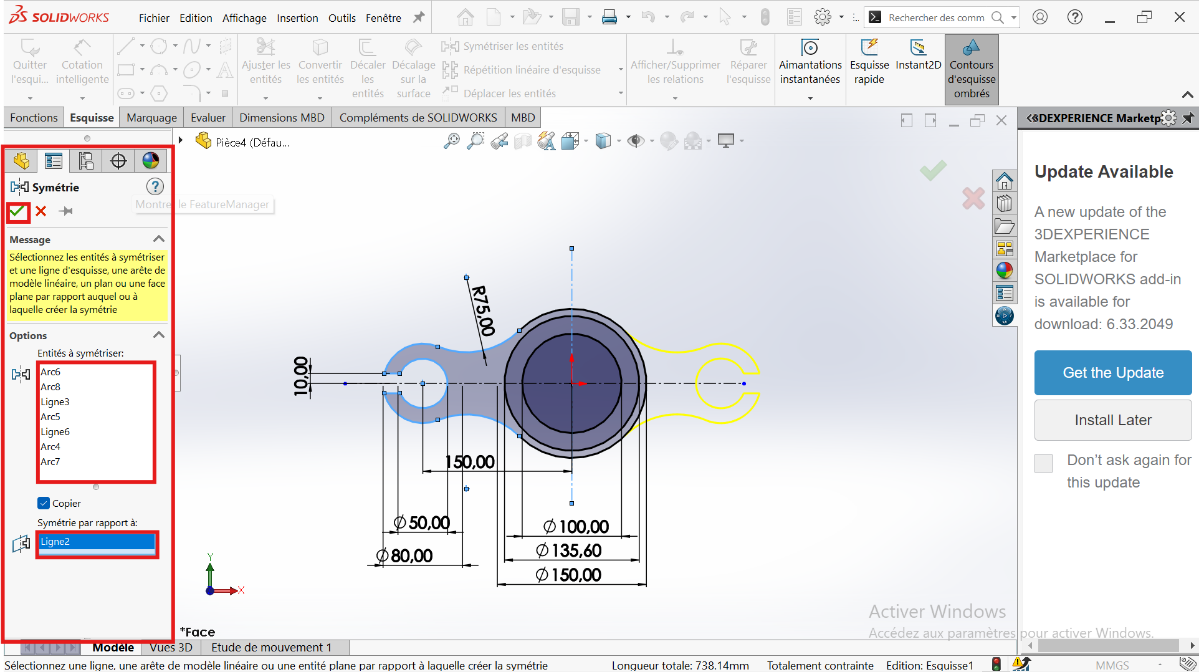 SOLIDWORKS
Fichier Edition Affichage Insertion Outils Fenêtre
Rechercher des comm
Quitter l'esqui...
Cotation intelligente
Ajuster les entités
Convertir les entités
Décaler les entités
Décalage sur la surface
Symétriser les entités
Répétition linéaire d'esquisse
Déplacer les entités
Afficher/Supprimer les relations
Réparer l'esquisse
Aimantations instantanées
Esquisse rapide
Instant2D
Contours d'esquisse ombrés
Fonctions Esquisse Marquage Evaluer Dimensions MBD Compléments de SOLIDWORKS MBD
3DEXPERIENCE Marketp
Pièce4 (Défau...
Symétrie
?
Montrer le FeatureManager
Message
Sélectionnez les entités à symétriser
et une ligne d'esquisse, une arête de
modèle linéaire, un plan ou une face
plane par rapport auquel ou à
laquelle créer la symétrie
Options
Entités à symétriser:
Arc6
Arc8
Ligne3
Arc5
Ligne6
Arc4
Arc7
Copier
Symétrie par rapport à:
Ligne2
R75,00
10,00
150,00
∅50,00
∅80,00
∅100,00
∅135,60
∅150,00
Y
X
*Face
Update Available
A new update of the
3DEXPERIENCE
Marketplace for
SOLIDWORKS add-in
is available for
download: 6.33.2049
Get the Update
Install Later
Don't ask again for
this update
Activer Windows
Accédez aux paramètres pour activer Windows.
Modèle Vues 3D Etude de mouvement 1
Sélectionnez une ligne, une arête de modèle linéaire ou une entité plane par rapport à laquelle créer la symétrie Longueur totale: 738.14mm Totalement contrainte Edition: Esquisse1 MMGS